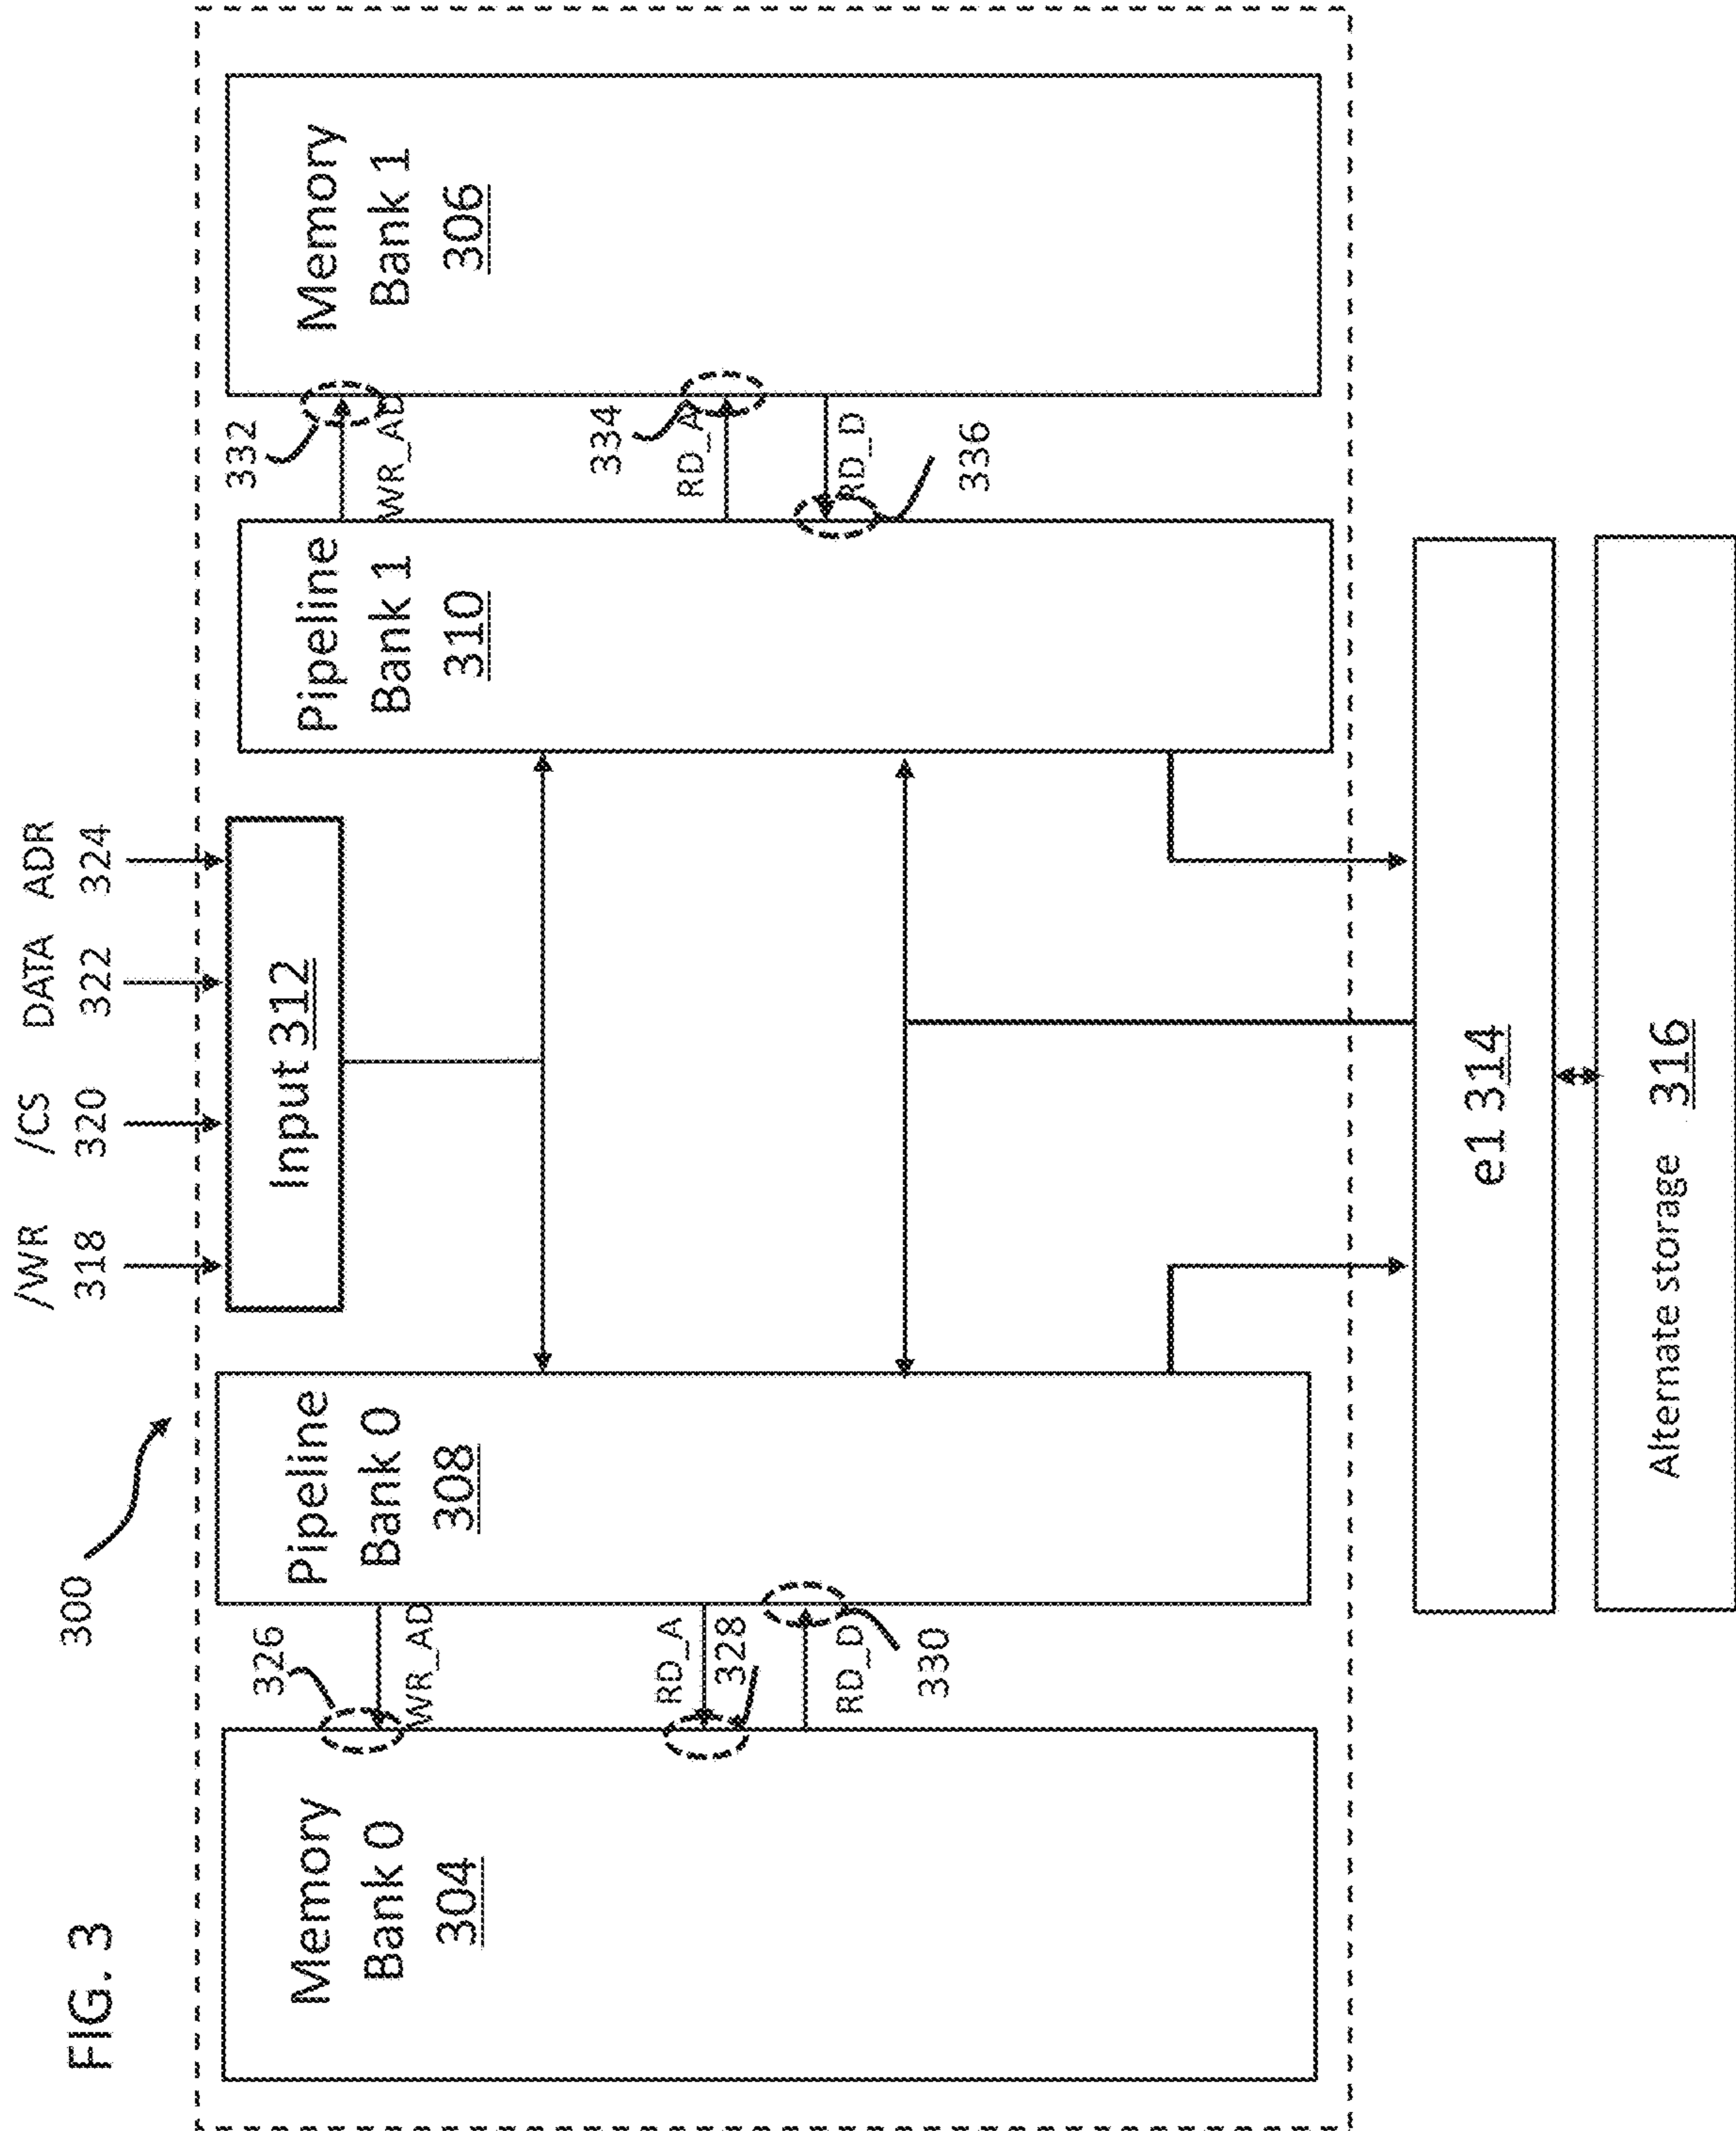 FIG. 3
300
/WR /CS DATA ADR
318 320 322 324
Input 312
Memory
Bank 0
304
326
WR_AD
RD_A
328
RD_D
330
Pipeline
Bank 0
308
Pipeline
Bank 1
310
332
WR_AD
334
RD_A
RD_D
336
Memory
Bank 1
306
e1 314
Alternate storage 316